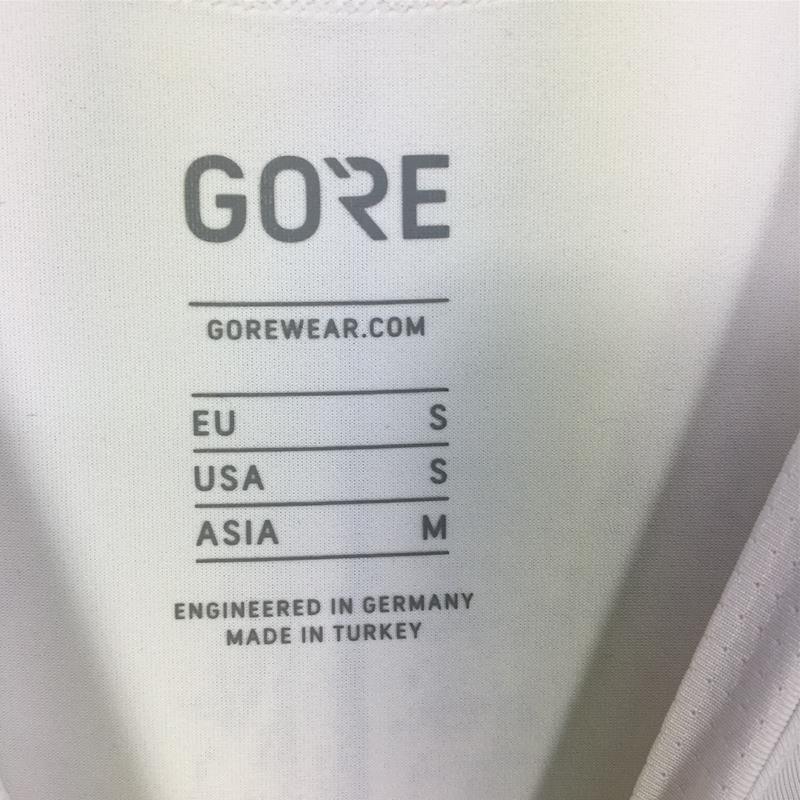 GORE
GOREWEAR.COM
EU S
USA S
ASIA M
ENGINEERED IN GERMANY
MADE IN TURKEY